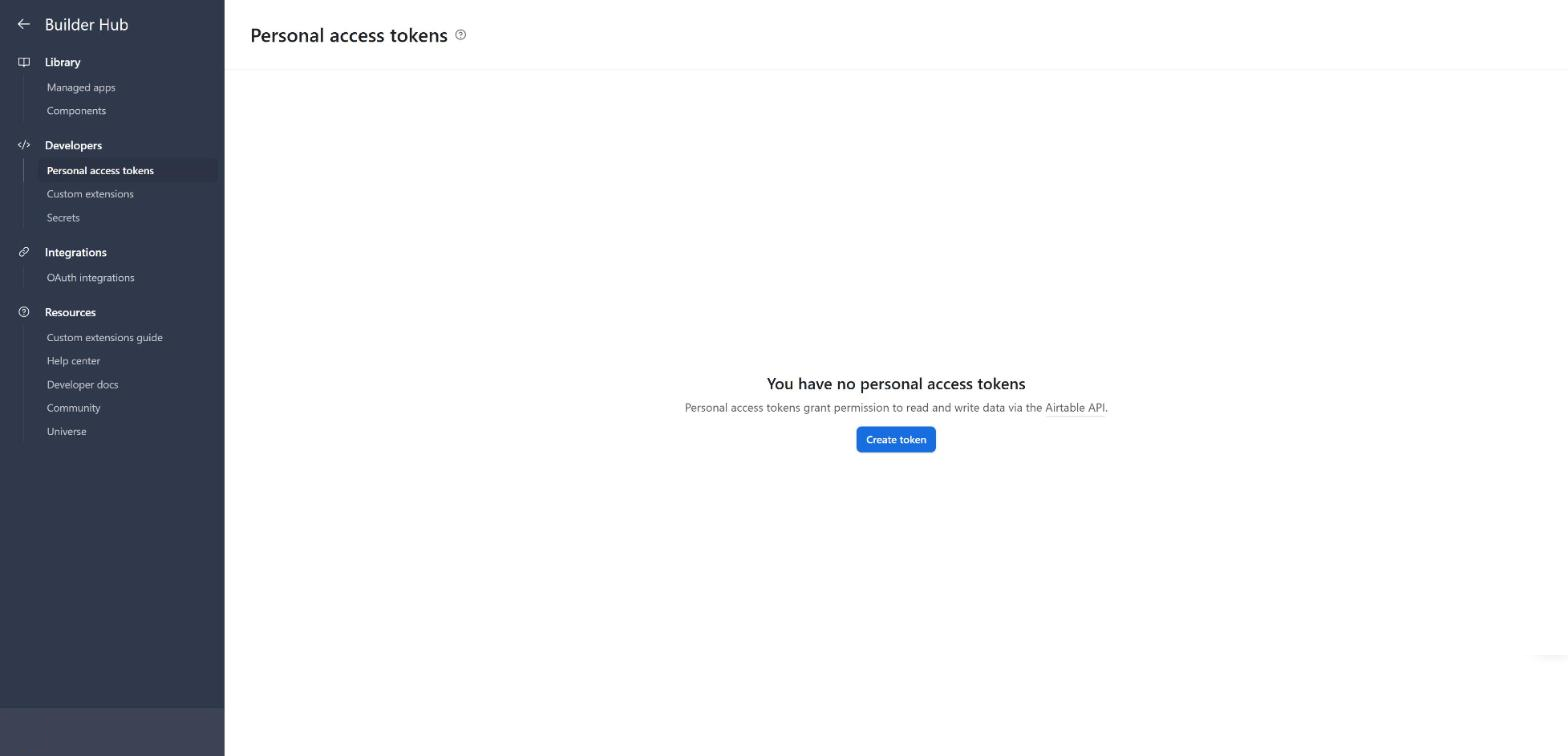 Builder Hub
Library
Managed apps
Components
Developers
Personal access tokens
Custom extensions
Secrets
Integrations
OAuth integrations
Resources
Custom extensions guide
Help center
Developer docs
Community
Universe
Personal access tokens
You have no personal access tokens
Personal access tokens grant permission to read and write data via the Airtable API.
Create token